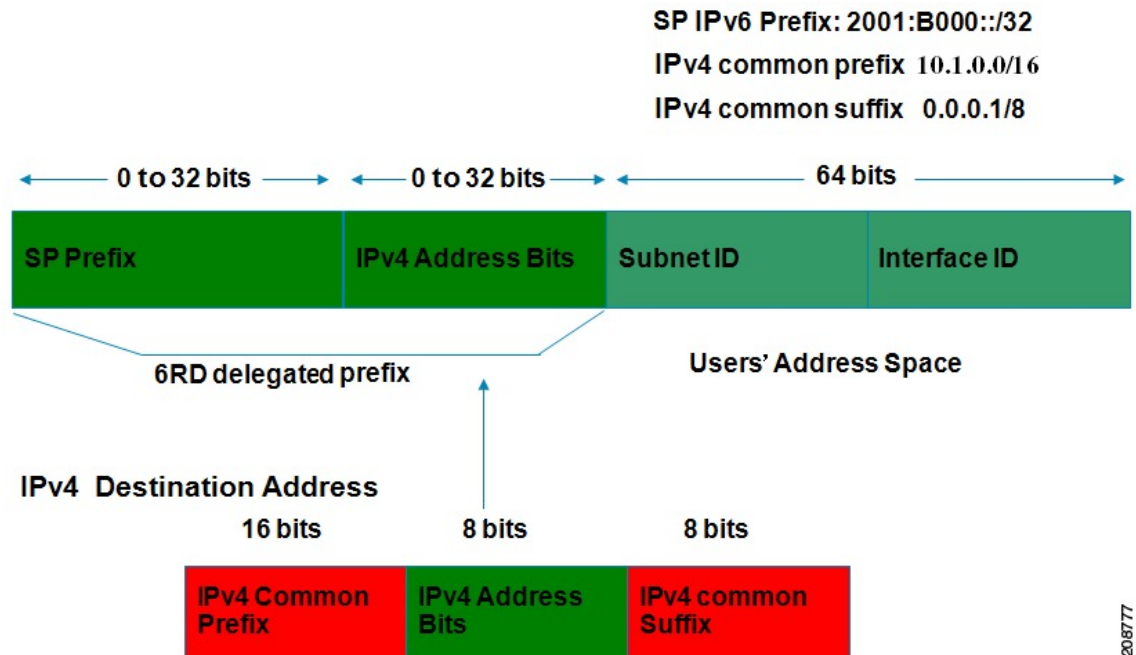 SP IPv6 Prefix: 2001:B000::/32
IPv4 common prefix 10.1.0.0/16
IPv4 common suffix 0.0.0.1/8
0 to 32 bits
0 to 32 bits
64 bits
SP Prefix
IPv4 Address Bits
Subnet ID
Interface ID
6RD delegated prefix
Users' Address Space
IPv4 Destination Address
16 bits
8 bits
8 bits
IPv4 Common
Prefix
IPv4 Address
Bits
IPv4 common
Suffix
208777